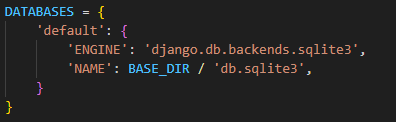 DATABASES = {
    'default': {
        'ENGINE': 'django.db.backends.sqlite3',
        'NAME': BASE_DIR / 'db.sqlite3',
    }
}